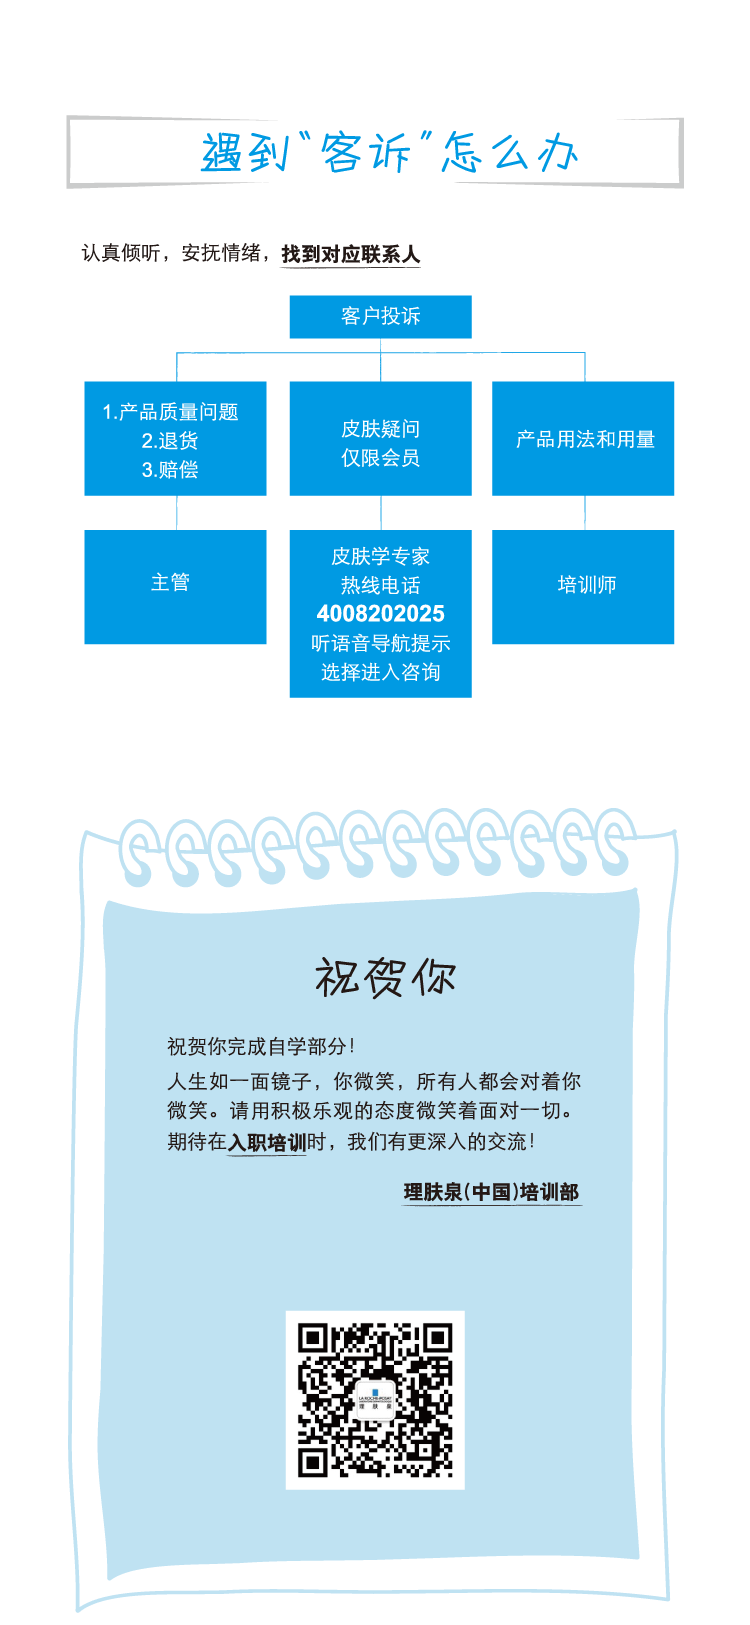 遇到“客诉”怎么办
认真倾听，安抚情绪，找到对应联系人
客户投诉
1.产品质量问题
2.退货
3.赔偿
皮肤疑问
仅限会员
产品用法和用量
主管
皮肤学专家
热线电话
4008202025
听语音导航提示
选择进入咨询
培训师
祝贺你
祝贺你完成自学部分！
人生如一面镜子，你微笑，所有人都会对着你
微笑。请用积极乐观的态度微笑着面对一切。
期待在入职培训时，我们有更深入的交流！
理肤泉(中国)培训部
LA ROCHE-POSAY
理肤泉